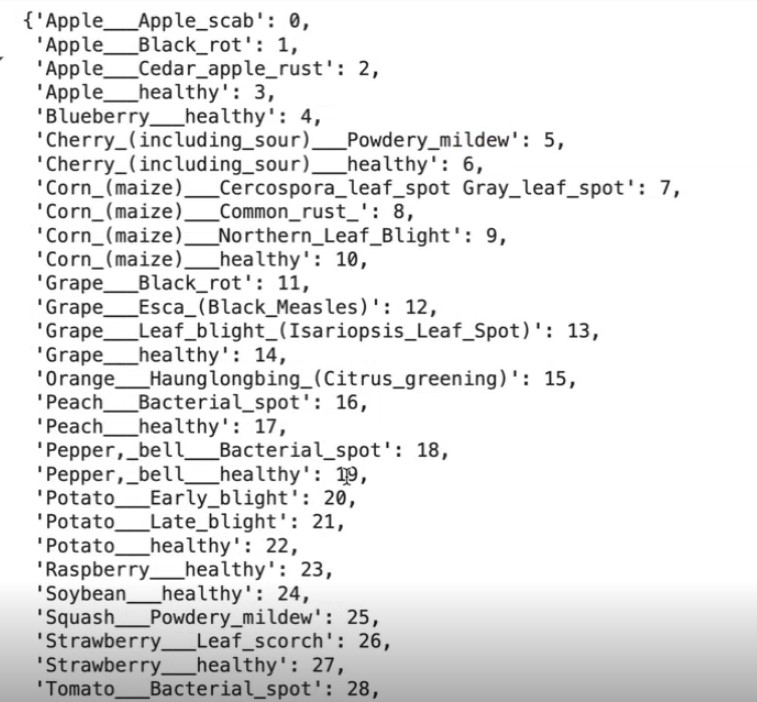 {'Apple___Apple_scab': 0,
'Apple___Black_rot': 1,
'Apple___Cedar_apple_rust': 2,
'Apple___healthy': 3,
'Blueberry___healthy': 4,
'Cherry_(including_sour)___Powdery_mildew': 5,
'Cherry_(including_sour)___healthy': 6,
'Corn_(maize)___Cercospora_leaf_spot Gray_leaf_spot': 7,
'Corn_(maize)___Common_rust_': 8,
'Corn_(maize)___Northern_Leaf_Blight': 9,
'Corn_(maize)___healthy': 10,
'Grape___Black_rot': 11,
'Grape___Esca_(Black_Measles)': 12,
'Grape___Leaf_blight_(Isariopsis_Leaf_Spot)': 13,
'Grape___healthy': 14,
'Orange___Haunglongbing_(Citrus_greening)': 15,
'Peach___Bacterial_spot': 16,
'Peach___healthy': 17,
'Pepper,_bell___Bacterial_spot': 18,
'Pepper,_bell___healthy': 19,
'Potato___Early_blight': 20,
'Potato___Late_blight': 21,
'Potato___healthy': 22,
'Raspberry___healthy': 23,
'Soybean___healthy': 24,
'Squash___Powdery_mildew': 25,
'Strawberry___Leaf_scorch': 26,
'Strawberry___healthy': 27,
'Tomato___Bacterial_spot': 28,